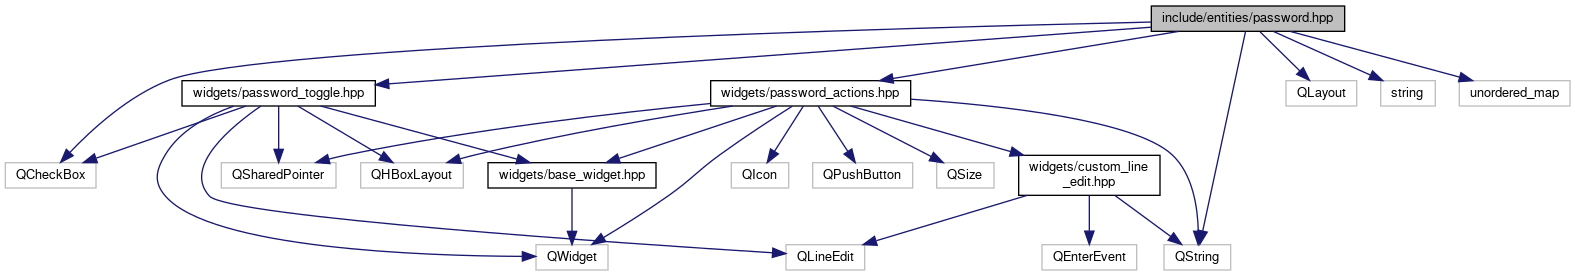 include/entities/password.hpp
widgets/password_toggle.hpp
widgets/password_actions.hpp
QLayout
string
unordered_map
QCheckBox
QSharedPointer
QHBoxLayout
widgets/base_widget.hpp
QIcon
QPushButton
QSize
widgets/custom_line
_edit.hpp
QWidget
QLineEdit
QEnterEvent
QString